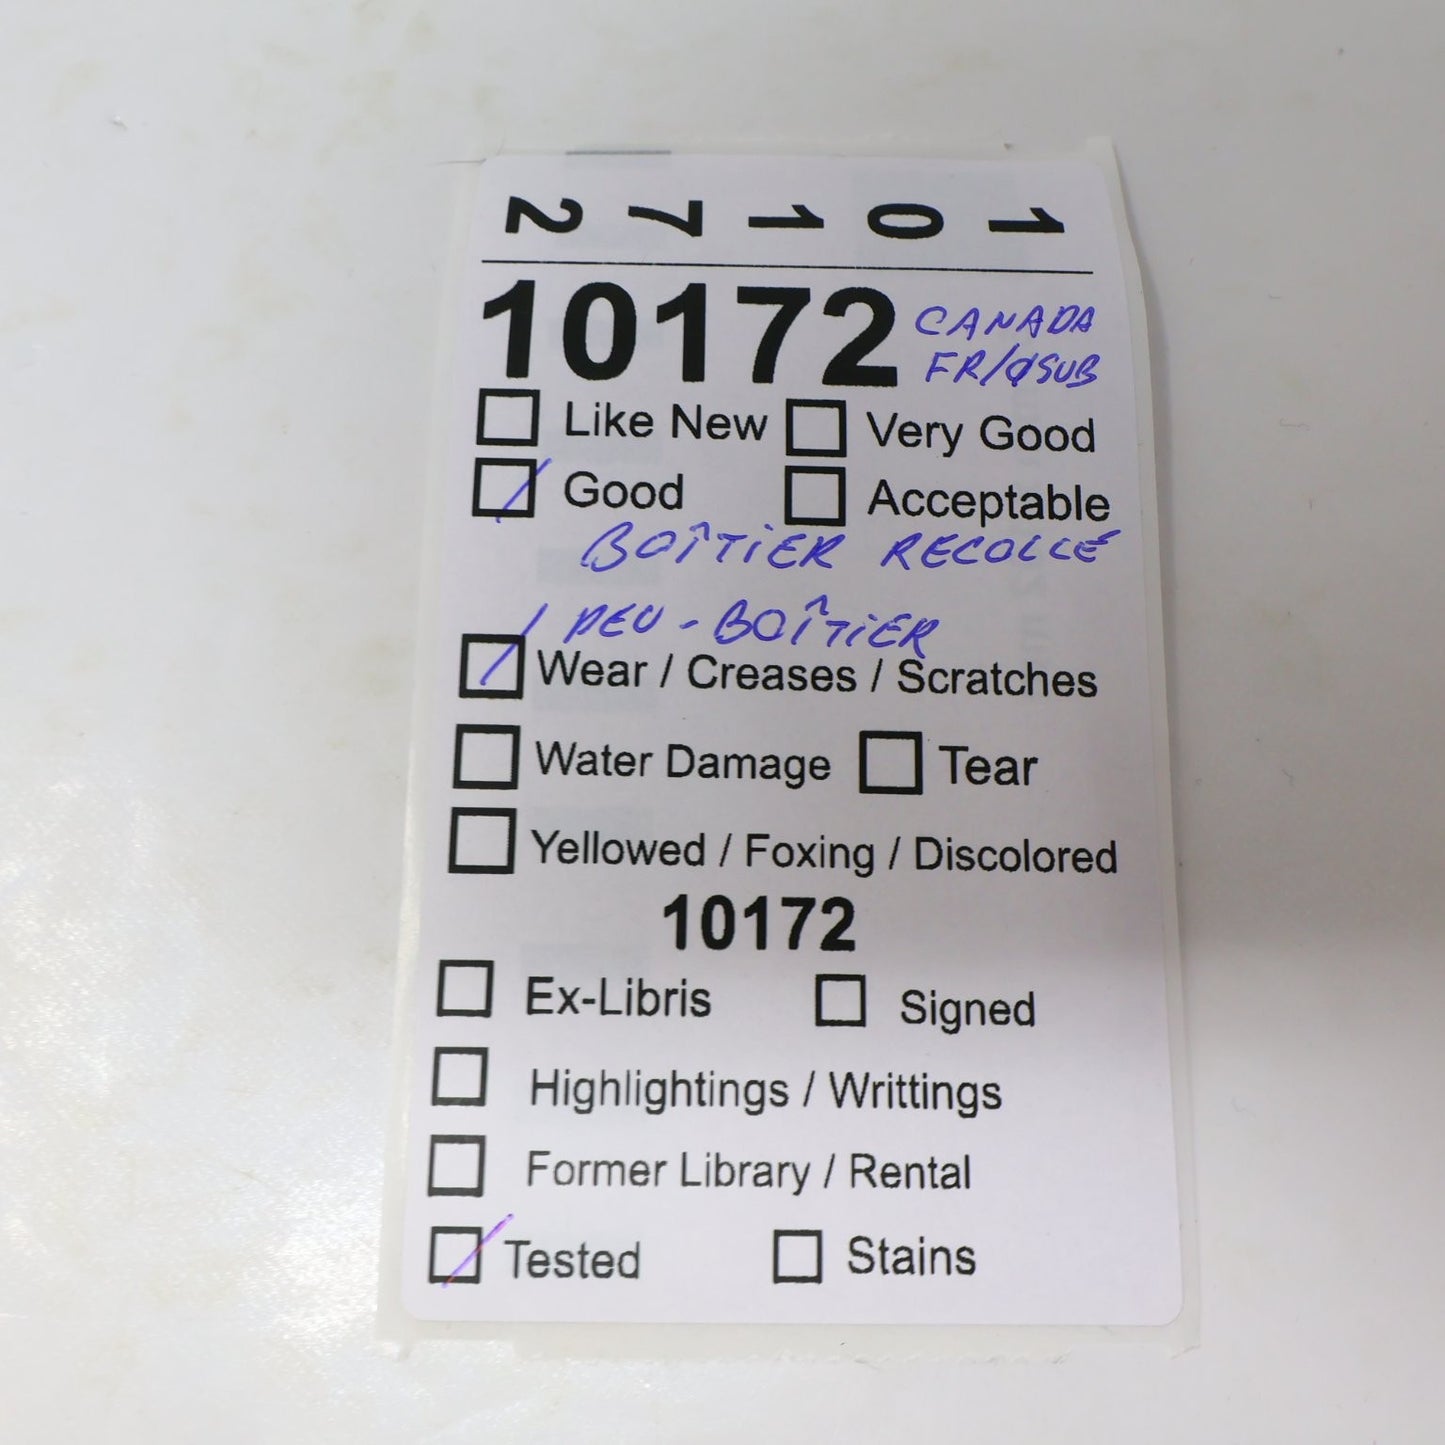 10172
10172 CANADA
FR/ØSUB
Like New Very Good
Good Acceptable
BOÎTIER RECOLLÉ
1 PEU - BOÎTIER
Wear / Creases / Scratches
Water Damage Tear
Yellowed / Foxing / Discolored
10172
Ex-Libris Signed
Highlightings / Writtings
Former Library / Rental
Tested Stains